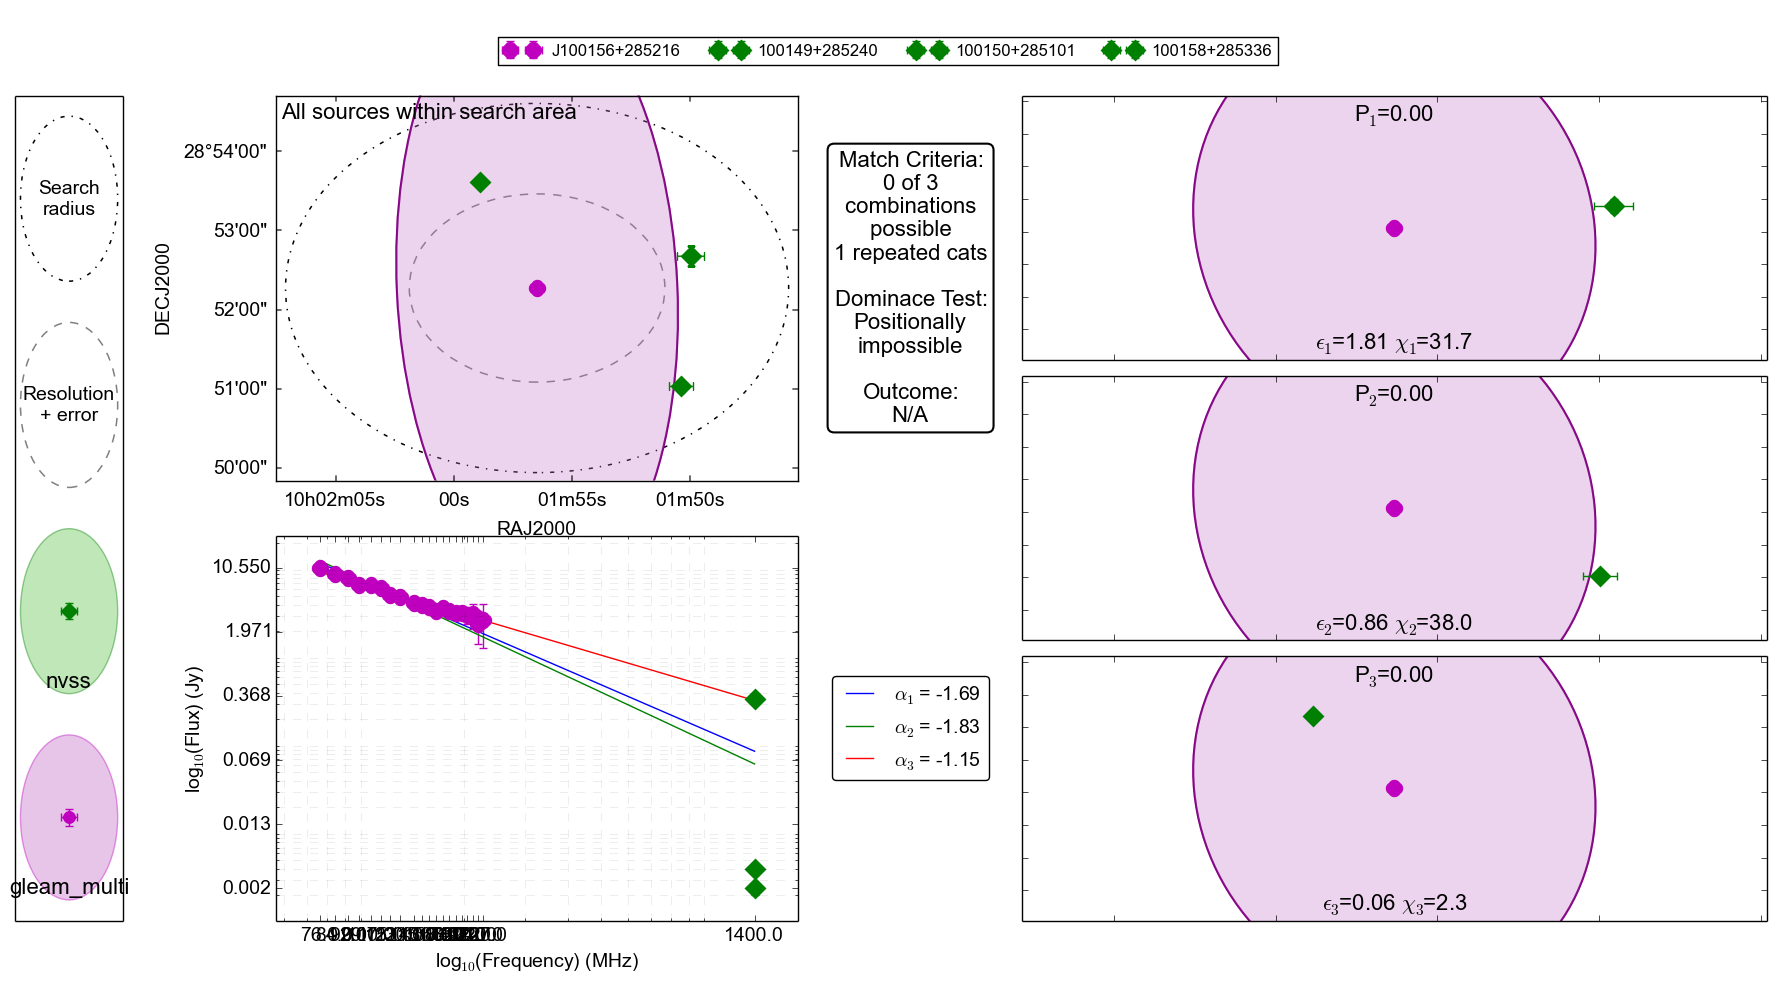 J100156+285216 100149+285240 100150+285101 100158+285336
Search
radius
Resolution
+ error
nvss
gleam_multi
All sources within search area
DECJ2000
28°54'00"
53'00"
52'00"
51'00"
50'00"
10h02m05s 00s 01m55s 01m50s
RAJ2000
log10(Flux) (Jy)
10.550
1.971
0.368
0.069
0.013
0.002
1400.0
log10(Frequency) (MHz)
Match Criteria:
0 of 3
combinations
possible
1 repeated cats
Dominace Test:
Positionally
impossible
Outcome:
N/A
α1 = -1.69
α2 = -1.83
α3 = -1.15
P1=0.00
ϵ1=1.81 χ1=31.7
P2=0.00
ϵ2=0.86 χ2=38.0
P3=0.00
ϵ3=0.06 χ3=2.3